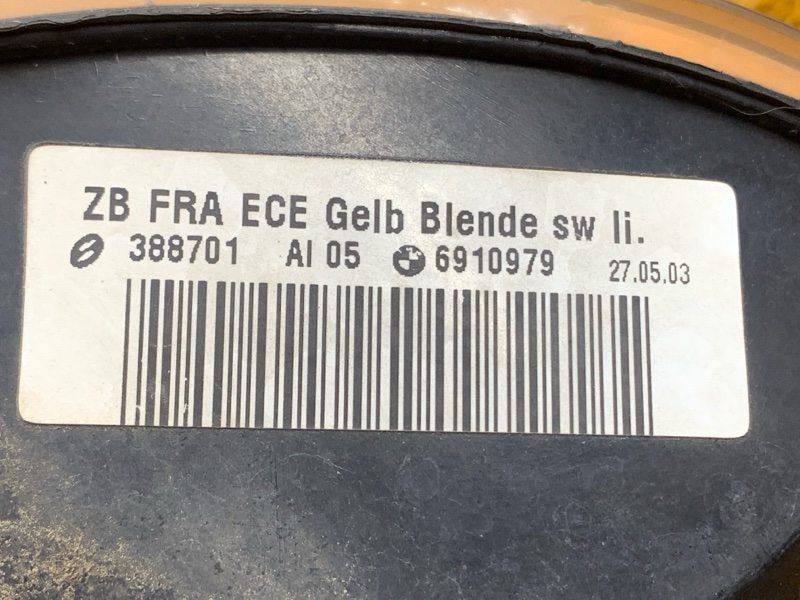 ZB FRA ECE Gelb Blende sw li.
388701 AI 05 6910979 27.05.03